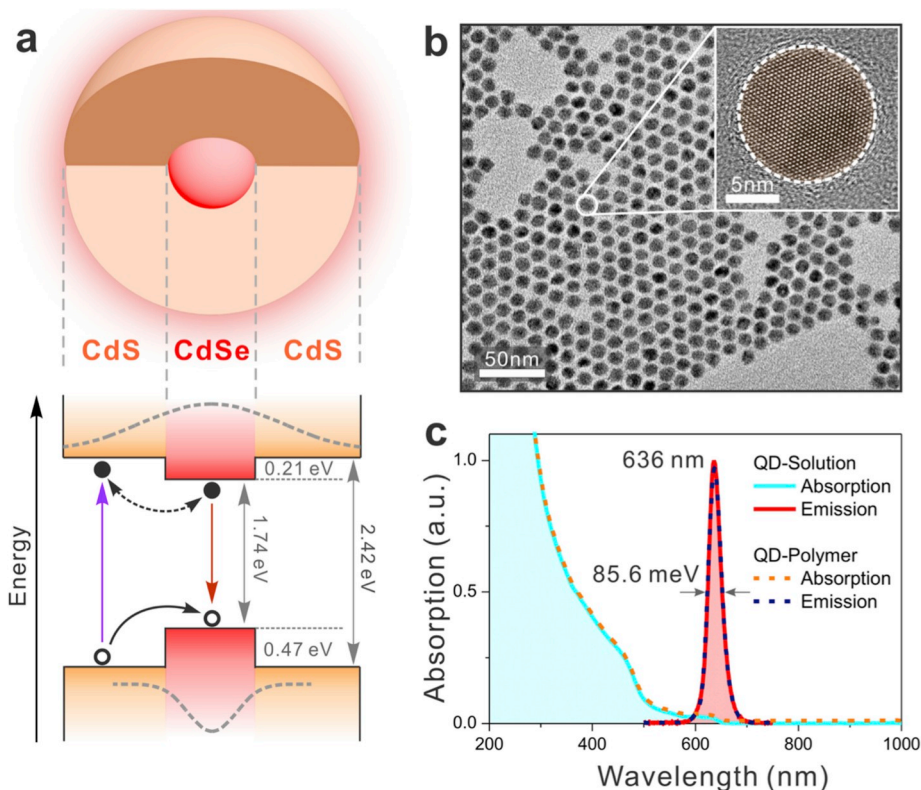 a
CdS
CdSe
CdS
Energy
0.21 eV
1.74 eV
2.42 eV
0.47 eV
b
5nm
50nm
c
Absorption (a.u.)
1.0
0.5
0.0
636 nm
85.6 meV
QD-Solution
Absorption
Emission
QD-Polymer
Absorption
Emission
200
400
600
800
1000
Wavelength (nm)